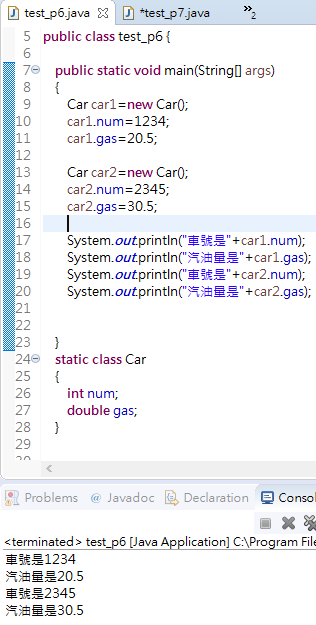 test_p6.java *test_p7.java »2
5 public class test_p6 {
6
7 public static void main(String[] args)
8 {
9 Car car1=new Car();
10 car1.num=1234;
11 car1.gas=20.5;
12
13 Car car2=new Car();
14 car2.num=2345;
15 car2.gas=30.5;
16
17 System.out.println("車號是"+car1.num);
18 System.out.println("汽油量是"+car1.gas);
19 System.out.println("車號是"+car2.num);
20 System.out.println("汽油量是"+car2.gas);
21
22
23 }
24 static class Car
25 {
26 int num;
27 double gas;
28 }
29
Problems @ Javadoc Declaration Consol
<terminated> test_p6 [Java Application] C:\Program File
車號是1234
汽油量是20.5
車號是2345
汽油量是30.5